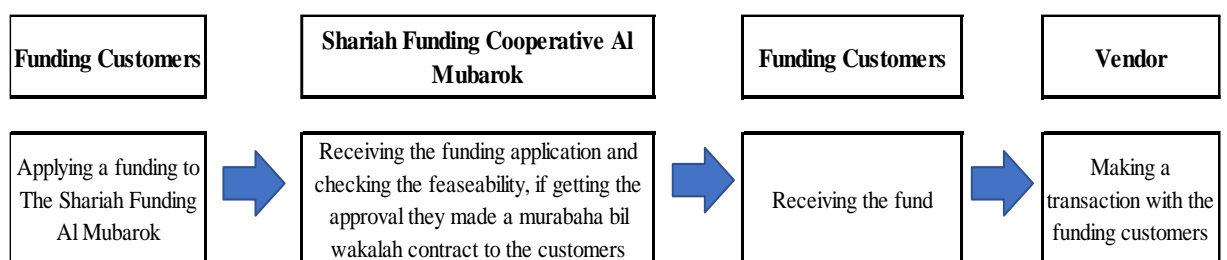 Funding Customers
Shariah Funding Cooperative Al
Mubarok
Funding Customers
Vendor
Applying a funding to
The Shariah Funding
Al Mubarok
Receiving the funding application and
checking the feaseability, if getting the
approval they made a murabaha bil
wakalah contract to the customers
Receiving the fund
Making a
transaction with the
funding customers